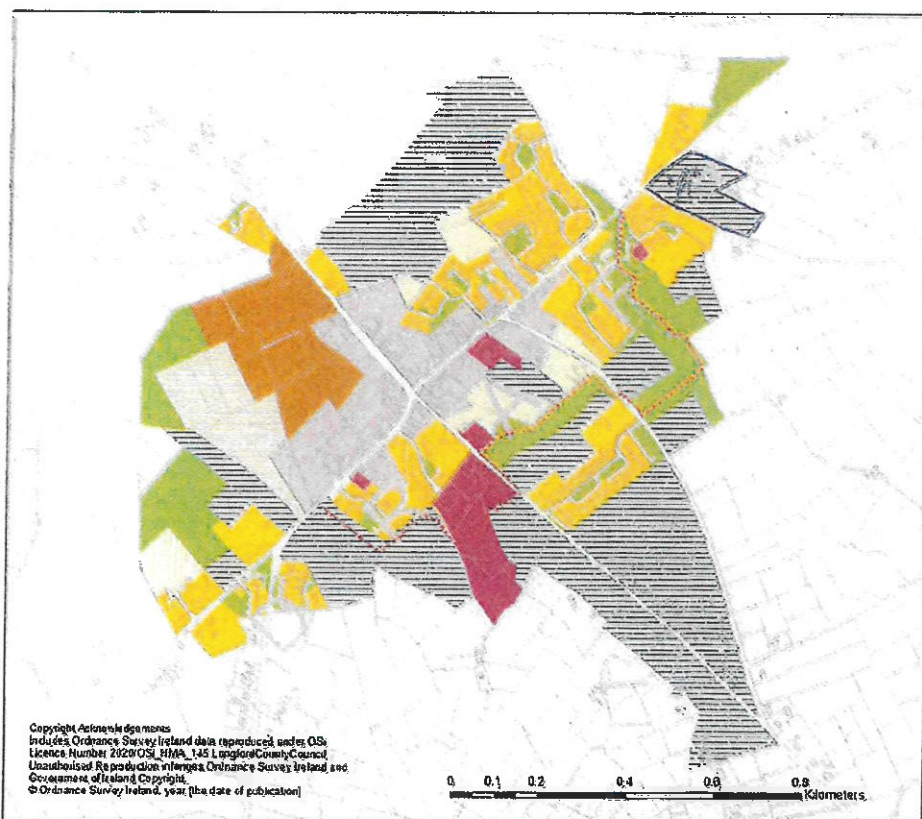 Copyright Acknowledgements
Includes Ordnance Survey Ireland data reproduced under OSi
Licence Number 2020/OSi_NMA_145 Longford County Council
Unauthorised Reproduction infringes Ordnance Survey Ireland and
Government of Ireland Copyright.
© Ordnance Survey Ireland, year [the date of publication]
0 0.1 0.2 0.4 0.6 0.8
Kilometers